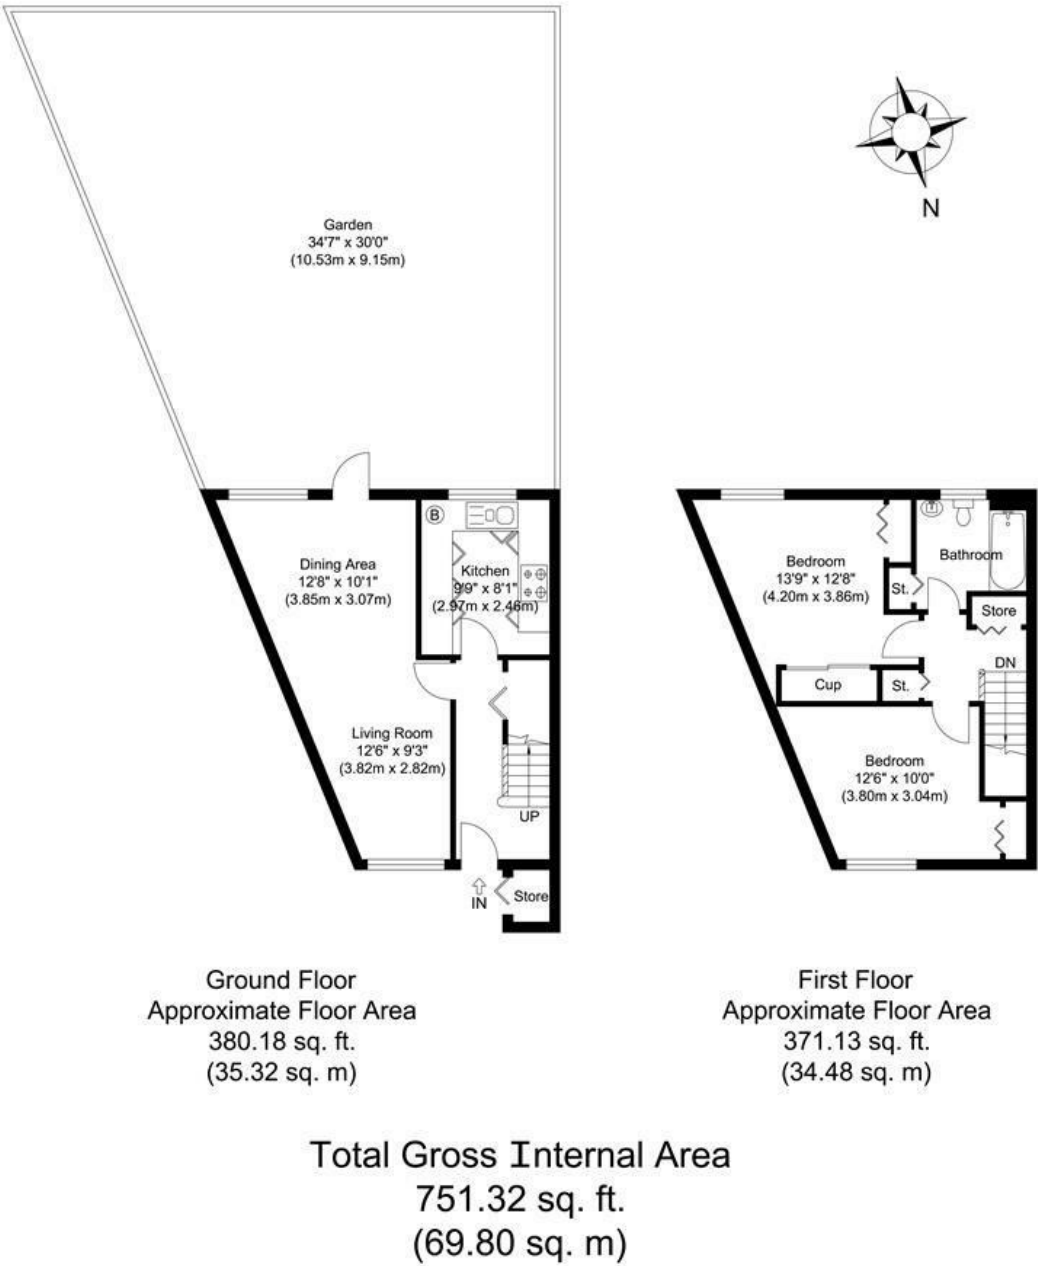 N
Garden
34'7" x 30'0"
(10.53m x 9.15m)
B
Dining Area
12'8" x 10'1"
(3.85m x 3.07m)
Kitchen
9'9" x 8'1"
(2.97m x 2.46m)
Living Room
12'6" x 9'3"
(3.82m x 2.82m)
UP
IN
Store
Bedroom
13'9" x 12'8"
(4.20m x 3.86m)
Bathroom
St.
Store
DN
Cup
St.
Bedroom
12'6" x 10'0"
(3.80m x 3.04m)
Ground Floor
Approximate Floor Area
380.18 sq. ft.
(35.32 sq. m)
First Floor
Approximate Floor Area
371.13 sq. ft.
(34.48 sq. m)
Total Gross Internal Area
751.32 sq. ft.
(69.80 sq. m)